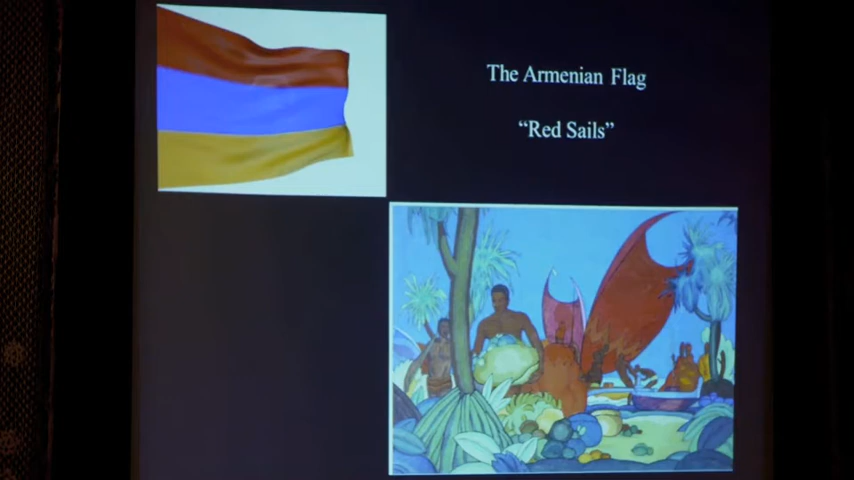 The Armenian Flag
“Red Sails”